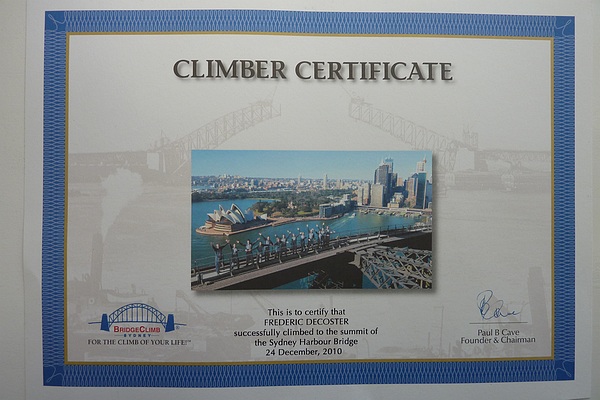 CLIMBER CERTIFICATE
This is to certify that
FREDERIC DECOSTER
successfully climbed to the summit of
the Sydney Harbour Bridge
24 December, 2010
BRIDGECLIMB
SYDNEY
FOR THE CLIMB OF YOUR LIFE!™
Paul B Cave
Founder & Chairman